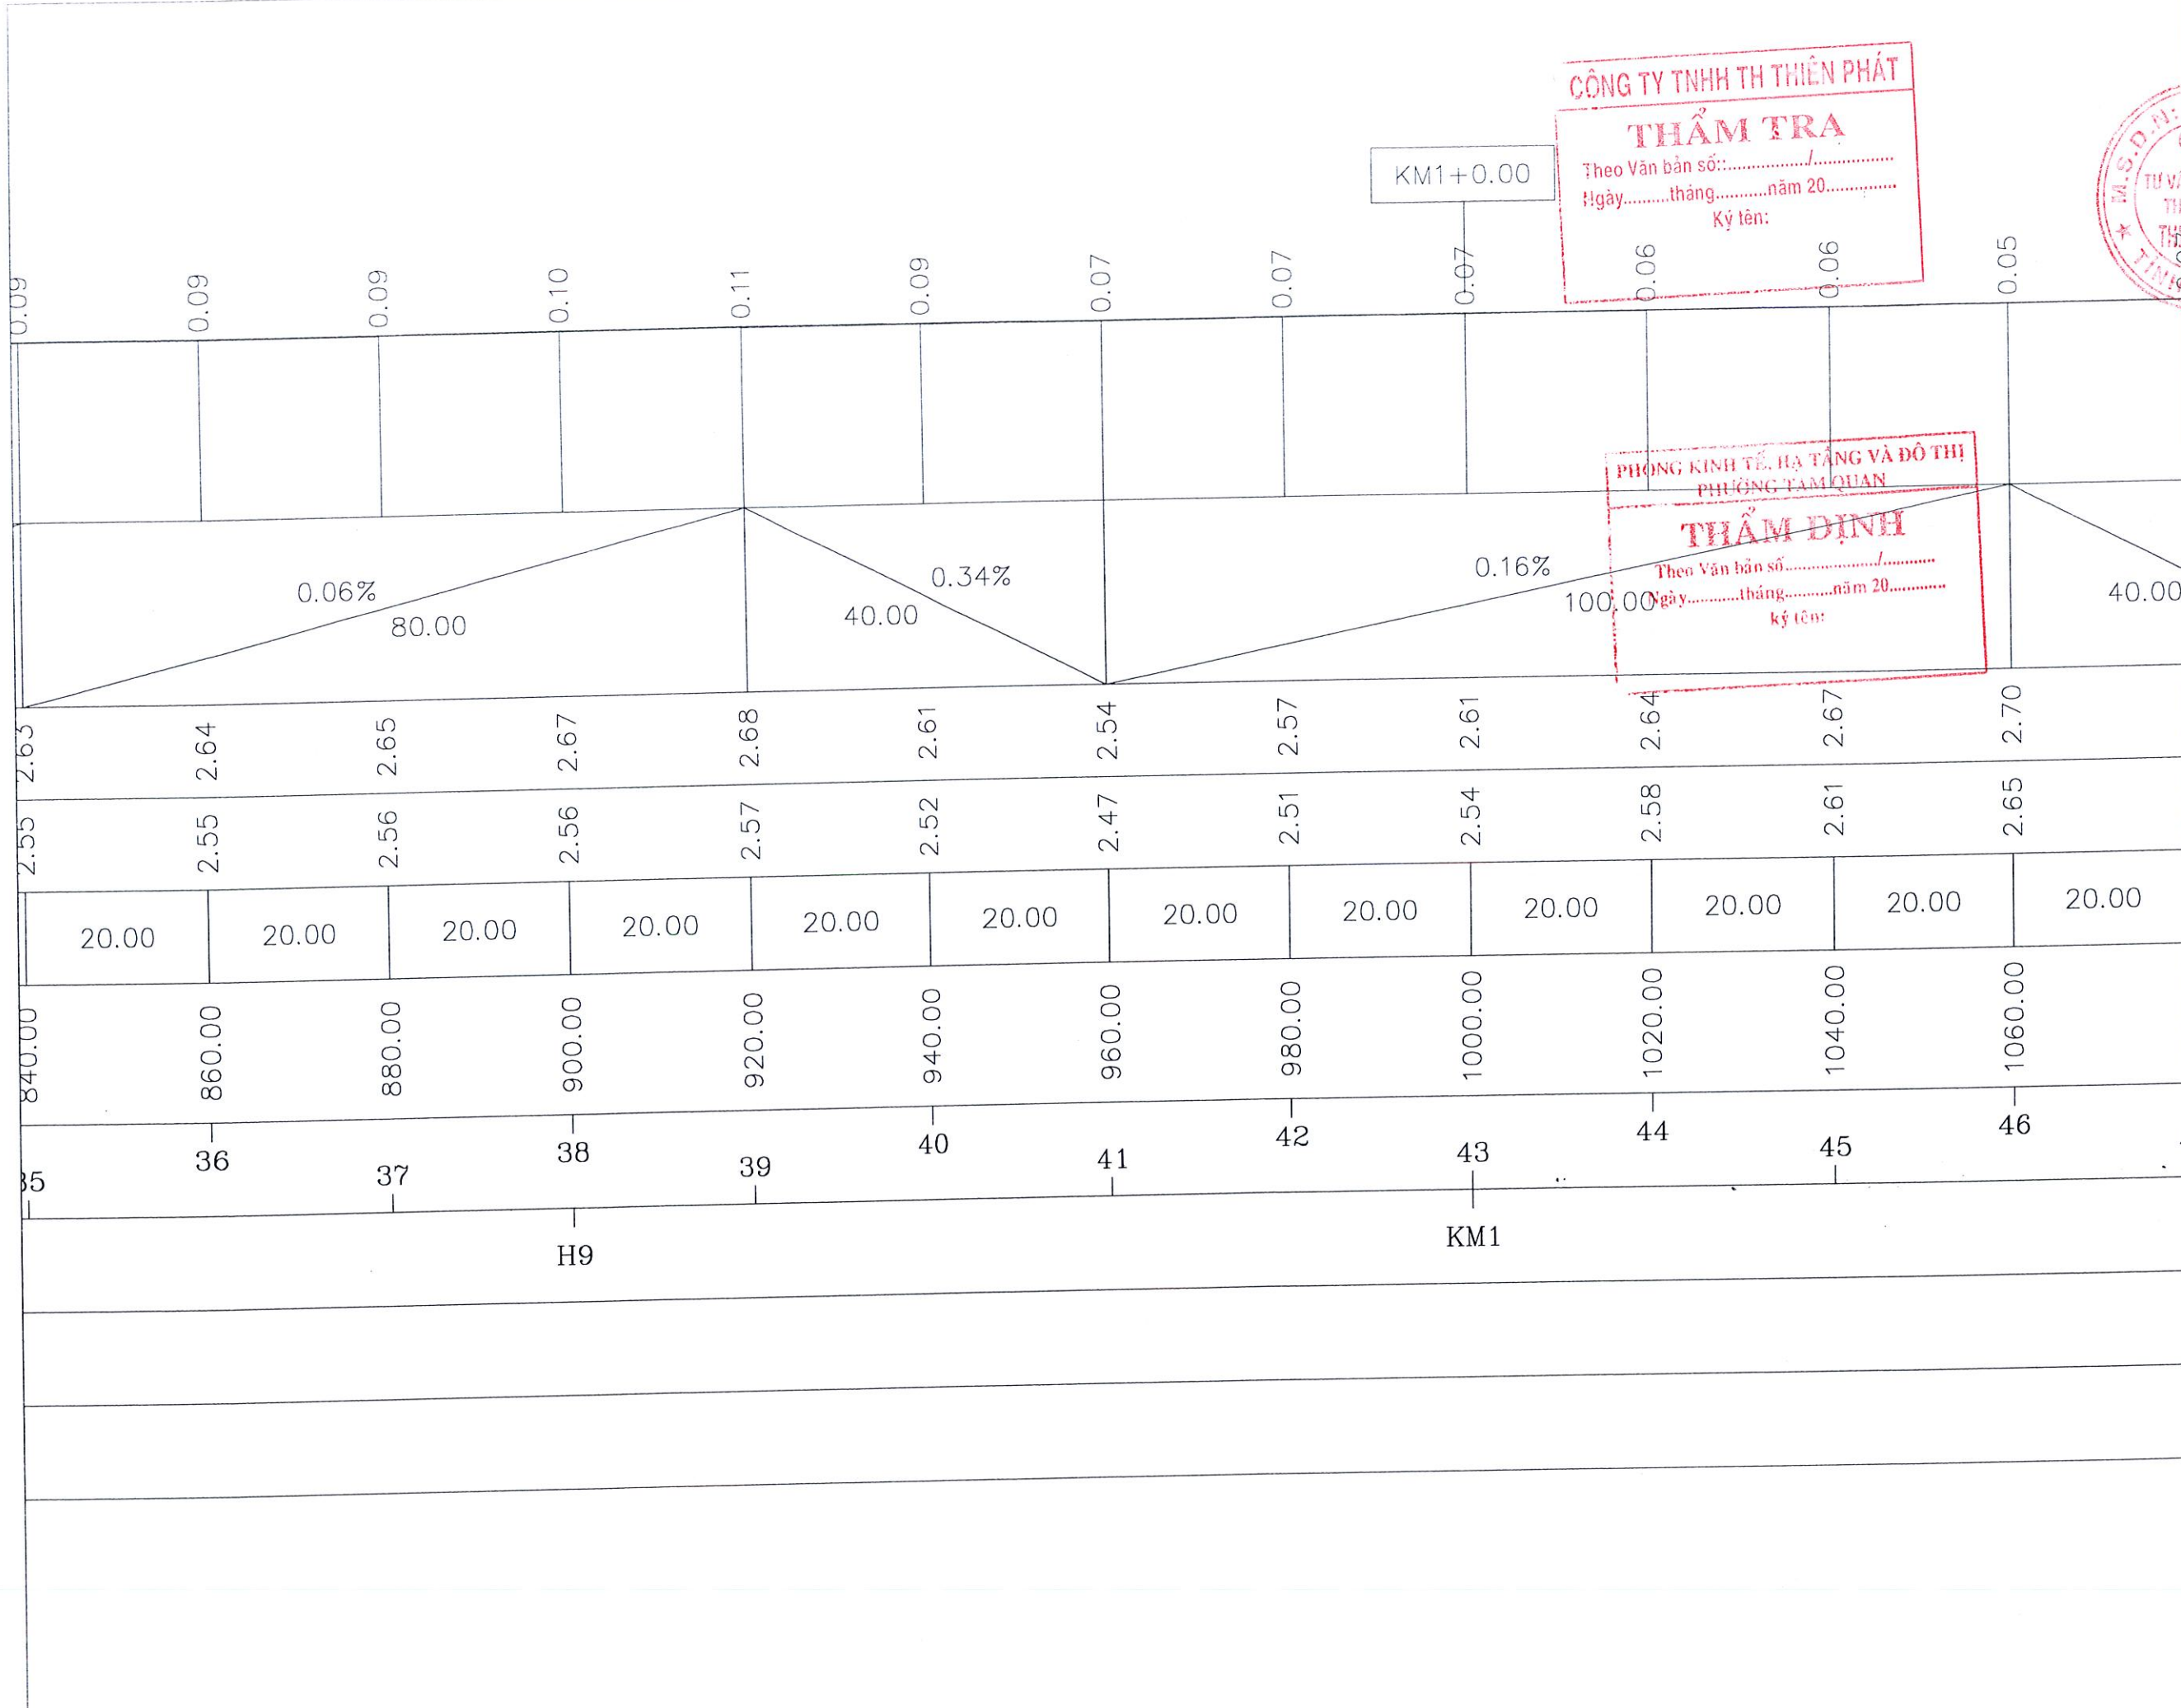 CÔNG TY TNHH TH THIÊN PHÁT
THẨM TRA
Theo Văn bản số:............../..............
Ngày..........tháng..........năm 20..............
Ký tên:
KM1+0.00
M.S.D.N:
0.09 0.09 0.09 0.10 0.11 0.09 0.07 0.07 0.07 0.06 0.06 0.05
PHÒNG KINH TẾ, HẠ TẦNG VÀ ĐÔ THỊ
PHƯỜNG TAM QUAN
THẨM ĐỊNH
Theo Văn bản số..................../...........
Ngày...........tháng..........năm 20............
ký tên:
0.06% 0.34% 0.16%
80.00 40.00 100.00 40.00
2.63 2.64 2.65 2.67 2.68 2.61 2.54 2.57 2.61 2.64 2.67 2.70
2.55 2.55 2.56 2.56 2.57 2.52 2.47 2.51 2.54 2.58 2.61 2.65
20.00 20.00 20.00 20.00 20.00 20.00 20.00 20.00 20.00 20.00 20.00 20.00
840.00 860.00 880.00 900.00 920.00 940.00 960.00 980.00 1000.00 1020.00 1040.00 1060.00
35 36 37 38 39 40 41 42 43 44 45 46
H9 KM1